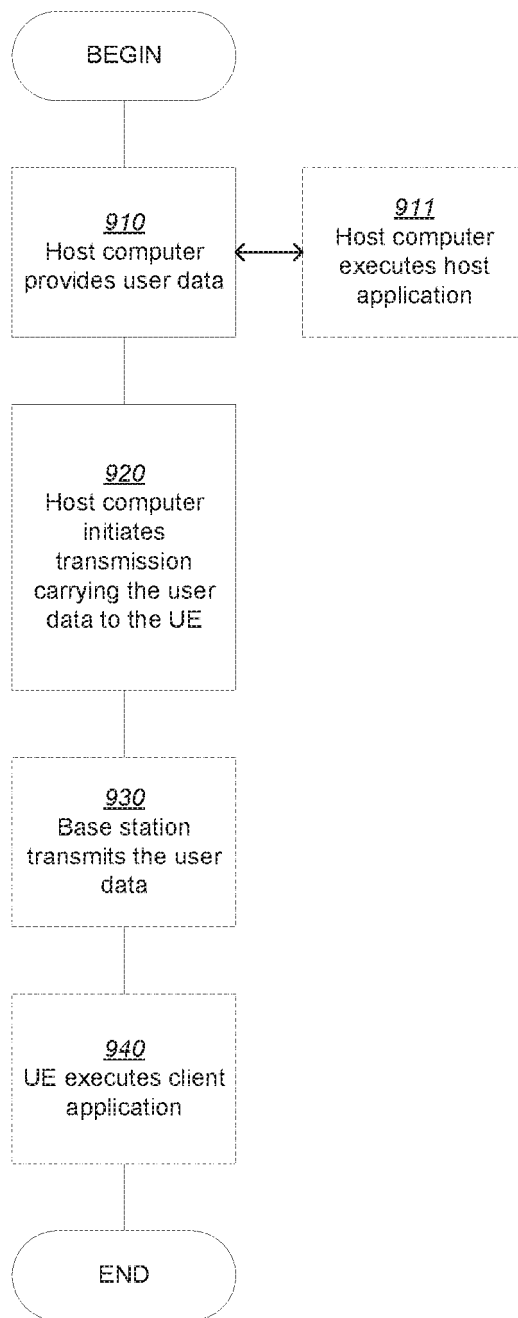 BEGIN
910
Host computer
provides user data
911
Host computer
executes host
application
920
Host computer
initiates
transmission
carrying the user
data to the UE
930
Base station
transmits the user
data
940
UE executes client
application
END